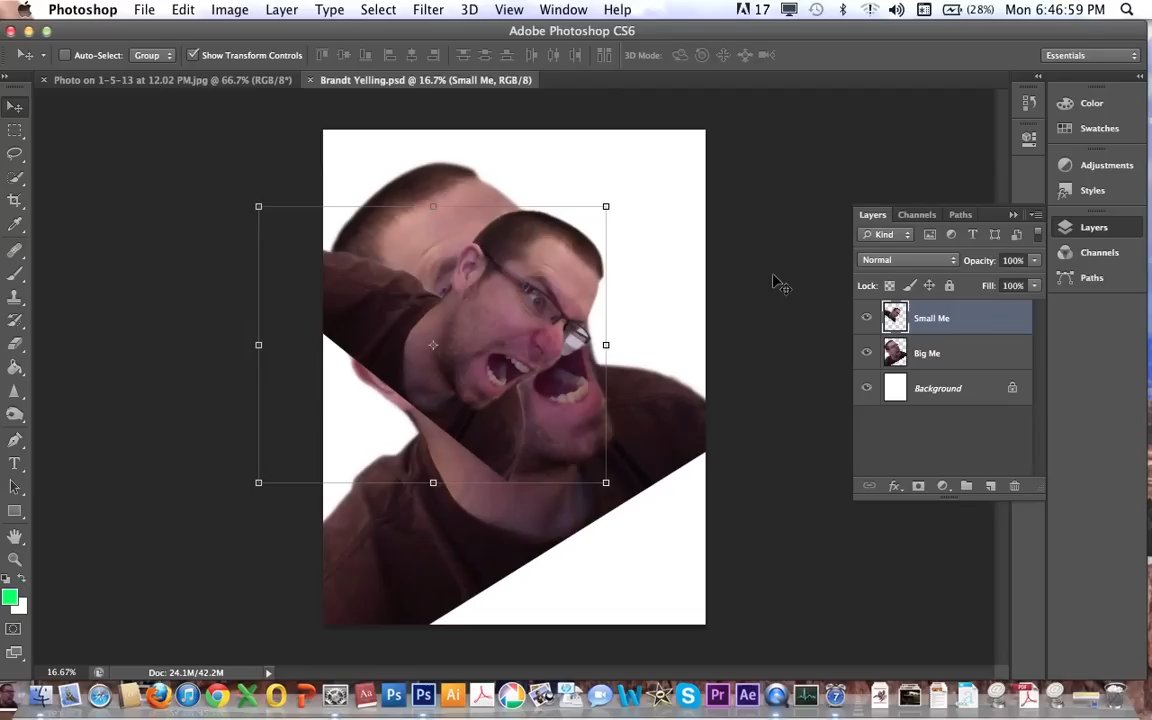 Photoshop File Edit Image Layer Type Select Filter 3D View Window Help 17 (28%) Mon 6:46:59 PM
Adobe Photoshop CS6
Auto-Select: Group Show Transform Controls 3D Mode: Essentials
Photo on 1-5-13 at 12.02 PM.jpg @ 66.7% (RGB/8*) Brandt Yelling.psd @ 16.7% (Small Me, RGB/8)
Color
Swatches
Adjustments
Styles
Layers
Channels
Paths
Layers Channels Paths
Kind
Normal Opacity: 100%
Lock: Fill: 100%
Small Me
Big Me
Background
16.67% Doc: 24.1M/42.2M